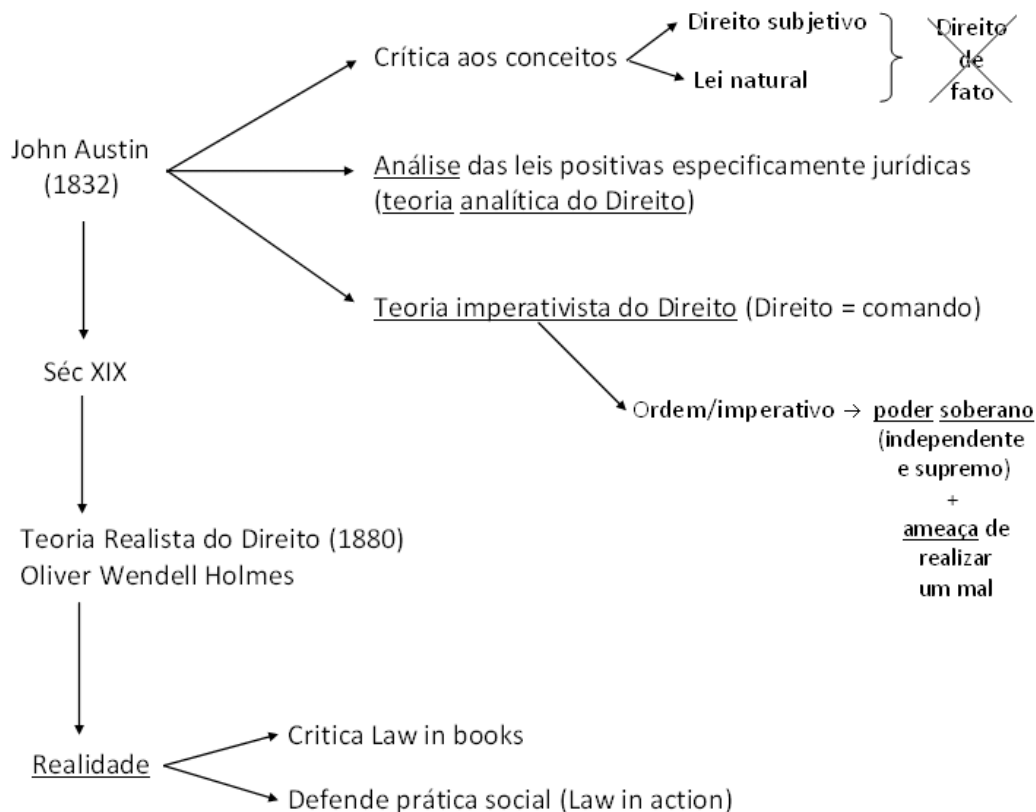 Direito subjetivo
Direito
de
fato
Crítica aos conceitos
Lei natural
John Austin
(1832)
Análise das leis positivas especificamente jurídicas
(teoria analítica do Direito)
Teoria imperativista do Direito (Direito = comando)
Séc XIX
Ordem/imperativo → poder soberano
(independente
e supremo)
+
ameaça de
realizar
um mal
Teoria Realista do Direito (1880)
Oliver Wendell Holmes
Realidade
Critica Law in books
Defende prática social (Law in action)